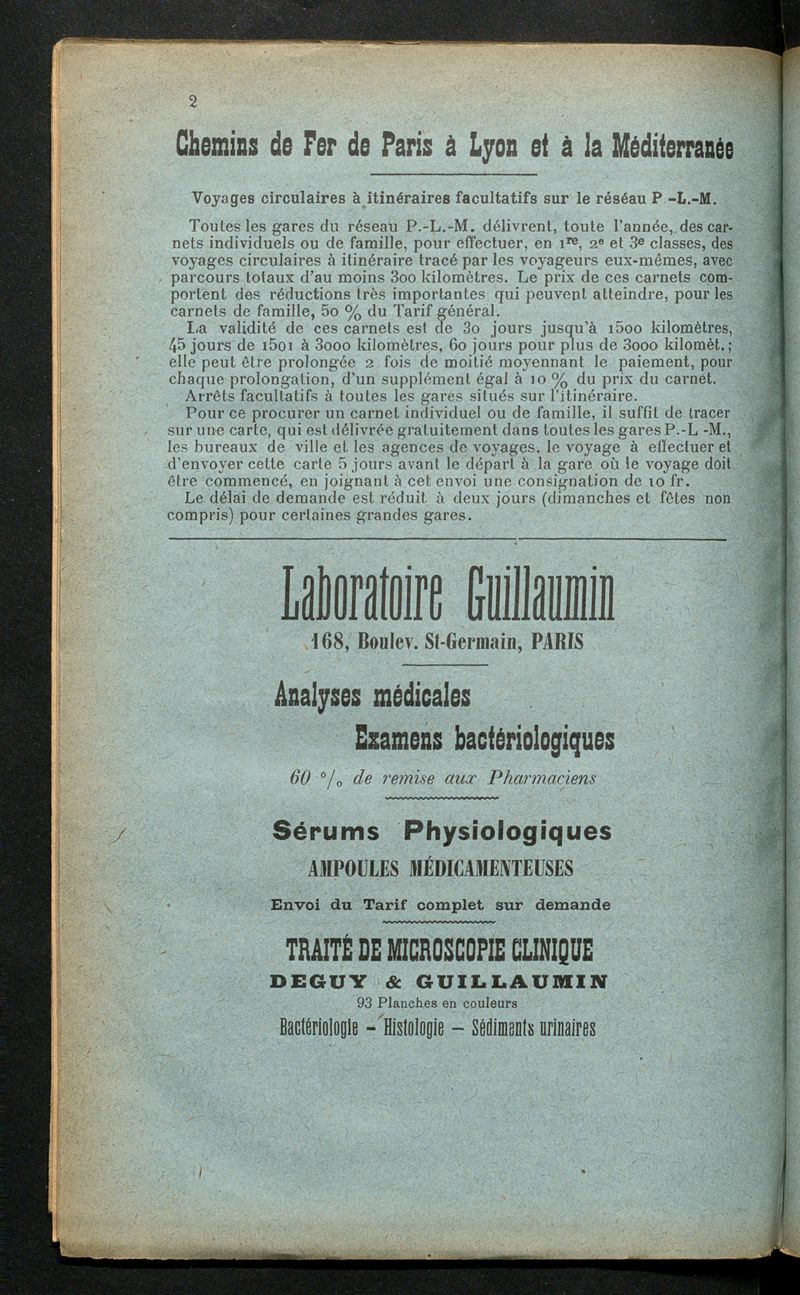 2
Chemins de Fer de Paris à Lyon et à la Méditerranée
Voyages circulaires à itinéraires facultatifs sur le réséau P -L.-M.
Toutes les gares du réseau P.-L.-M. délivrent, toute l'année, des car-
nets individuels ou de famille, pour effectuer, en 1re, 2e et 3e classes, des
voyages circulaires à itinéraire tracé par les voyageurs eux-mêmes, avec
parcours totaux d'au moins 300 kilomètres. Le prix de ces carnets com-
portent des réductions très importantes qui peuvent atteindre, pour les
carnets de famille, 50 % du Tarif général.
La validité de ces carnets est de 30 jours jusqu'à 1500 kilomètres,
45 jours de 1501 à 3000 kilomètres, 60 jours pour plus de 3000 kilomèt.;
elle peut être prolongée 2 fois de moitié moyennant le paiement, pour
chaque prolongation, d'un supplément égal à 10 % du prix du carnet.
Arrêts facultatifs à toutes les gares situés sur l'itinéraire.
Pour ce procurer un carnet individuel ou de famille, il suffit de tracer
sur une carte, qui est délivrée gratuitement dans toutes les gares P.-L -M.,
les bureaux de ville et les agences de voyages, le voyage à effectuer et
d'envoyer cette carte 5 jours avant le départ à la gare où le voyage doit
être commencé, en joignant à cet envoi une consignation de 10 fr.
Le délai de demande est réduit à deux jours (dimanches et fêtes non
compris) pour certaines grandes gares.
Laboratoire Guillaumin
168, Boulev. St-Germain, PARIS
Analyses médicales
Examens bactériologiques
60 % de remise aux Pharmaciens
Sérums Physiologiques
AMPOULES MÉDICAMENTEUSES
Envoi du Tarif complet sur demande
TRAITÉ DE MICROSCOPIE CLINIQUE
DEGUY & GUILLAUMIN
93 Planches en couleurs
Bactériologie – Histologie – Sédiments urinaires